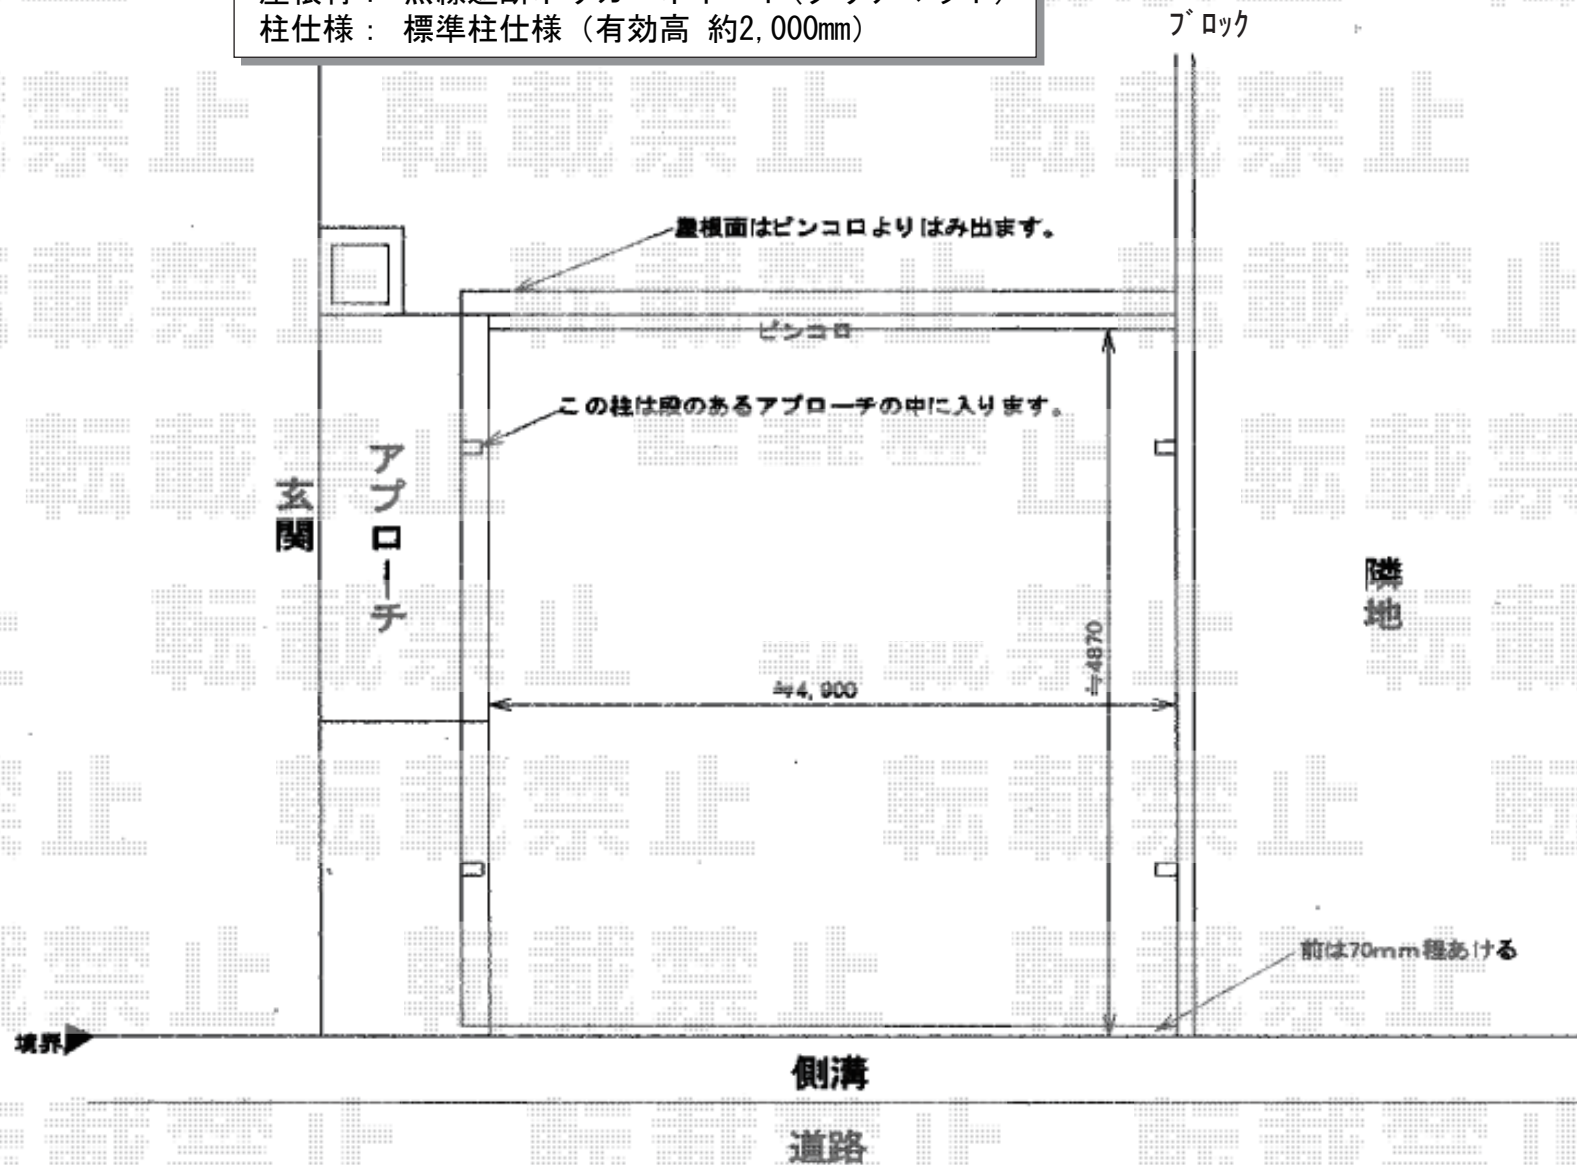 柱仕様： 標準柱仕様（有効高 約2,000mm）
ブロック
屋根面はピンコロよりはみ出ます。
ピンコロ
この柱は段のあるアプローチの中に入ります。
アプローチ
玄関
隣地
≒4870
≒4,900
前は70mm程あける
境界
側溝
道路
転載禁止